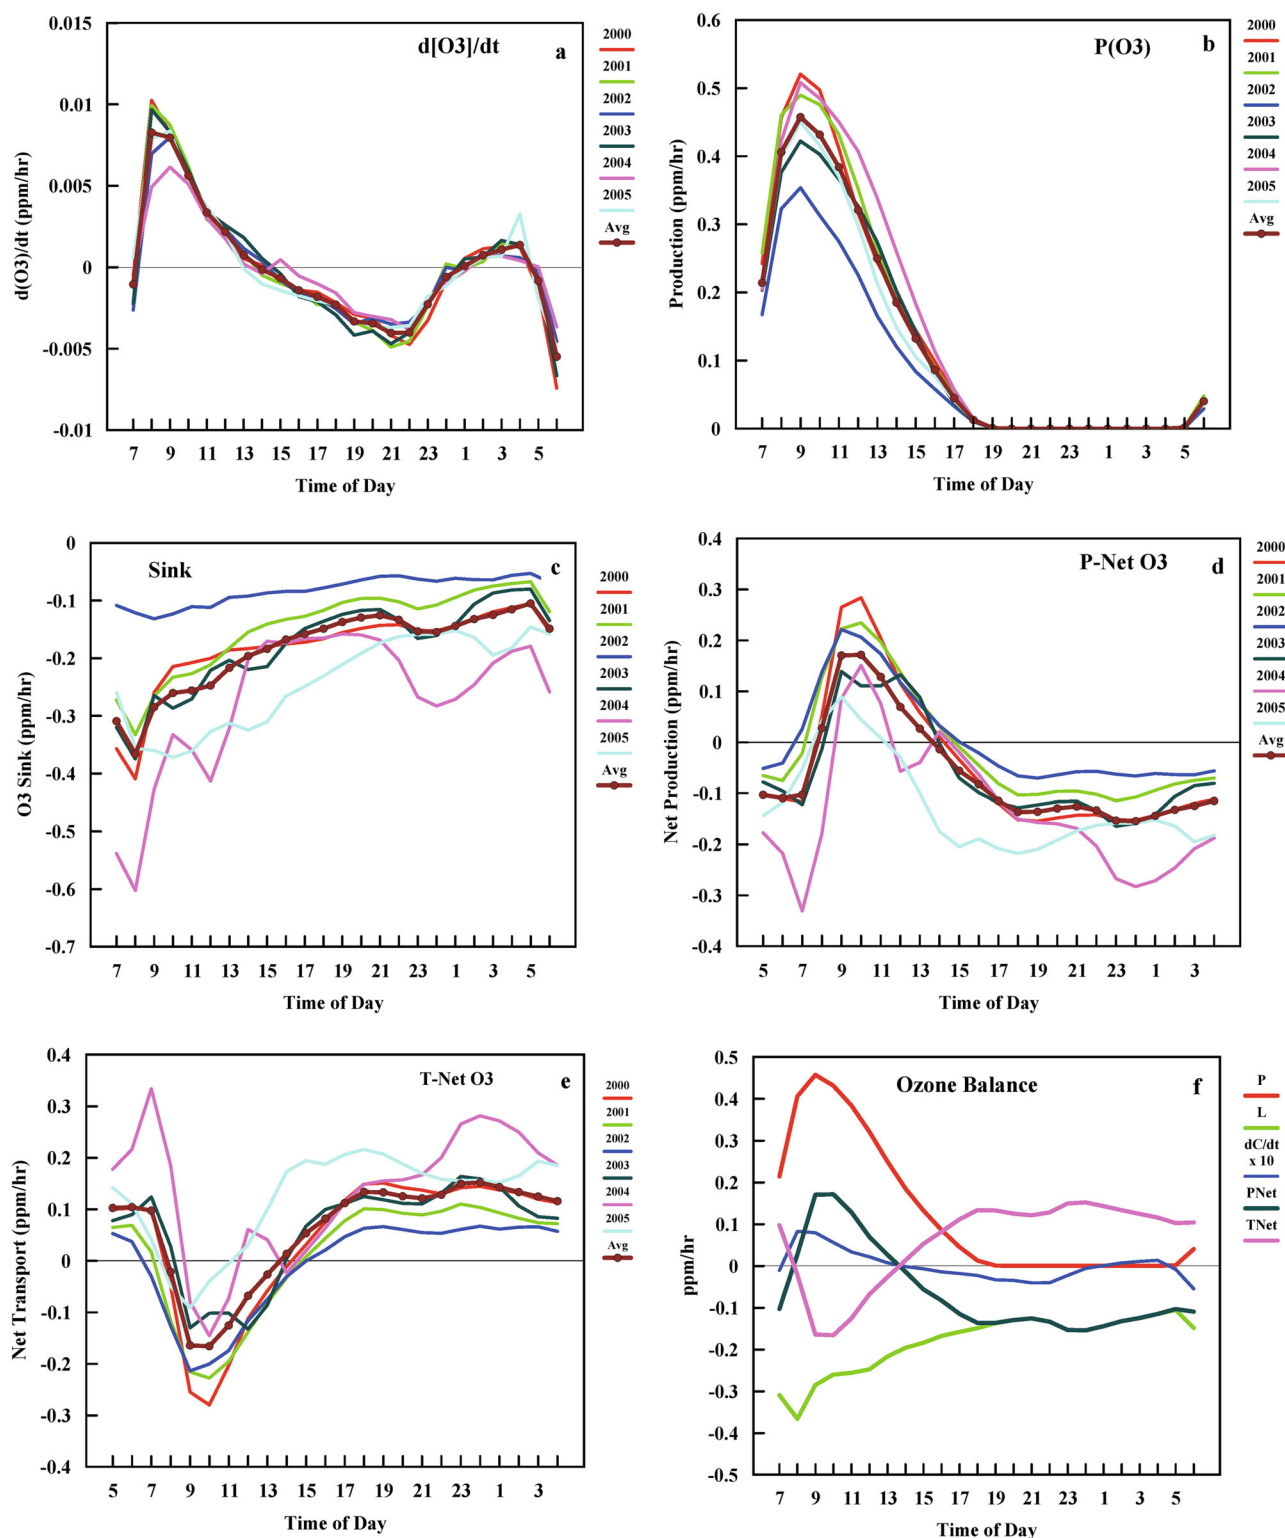 d[O3]/dt
a
0.015
0.01
0.005
0
-0.005
-0.01
d(O3)/dt (ppm/hr)
7 9 11 13 15 17 19 21 23 1 3 5
Time of Day
2000
2001
2002
2003
2004
2005
Avg
P(O3)
b
0.6
0.5
0.4
0.3
0.2
0.1
0
Production (ppm/hr)
7 9 11 13 15 17 19 21 23 1 3 5
Time of Day
2000
2001
2002
2003
2004
2005
Avg
Sink
c
0
-0.1
-0.2
-0.3
-0.4
-0.5
-0.6
-0.7
O3 Sink (ppm/hr)
7 9 11 13 15 17 19 21 23 1 3 5
Time of Day
2000
2001
2002
2003
2004
2005
Avg
P-Net O3
d
0.4
0.3
0.2
0.1
0
-0.1
-0.2
-0.3
-0.4
Net Production (ppm/hr)
5 7 9 11 13 15 17 19 21 23 1 3
Time of Day
2000
2001
2002
2003
2004
2005
Avg
T-Net O3
e
0.4
0.3
0.2
0.1
0
-0.1
-0.2
-0.3
-0.4
Net Transport (ppm/hr)
5 7 9 11 13 15 17 19 21 23 1 3
Time of Day
2000
2001
2002
2003
2004
2005
Avg
Ozone Balance
f
0.5
0.4
0.3
0.2
0.1
0
-0.1
-0.2
-0.3
-0.4
-0.5
ppm/hr
7 9 11 13 15 17 19 21 23 1 3 5
Time of Day
P
L
dC/dt
x 10
PNet
TNet